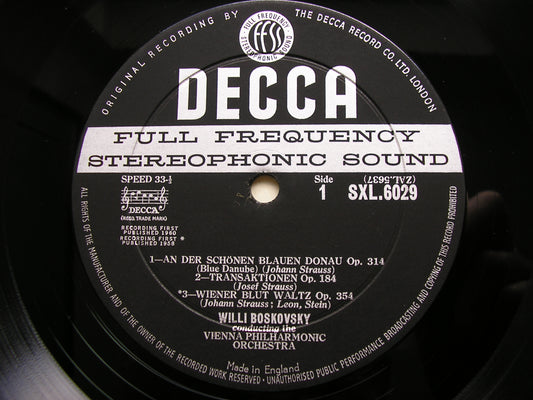 ORIGINAL RECORDING BY THE DECCA RECORD CO. LTD. LONDON
FULL FREQUENCY
ffss
STEREOPHONIC SOUND
DECCA
FULL FREQUENCY
STEREOPHONIC SOUND
SPEED 33⅓
Side
1
(ZAL.5637)
SXL.6029
DECCA
(REGD. TRADE MARK)
RECORDING FIRST
PUBLISHED 1960
RECORDING FIRST *
PUBLISHED 1958
1—AN DER SCHÖNEN BLAUEN DONAU Op. 314
(Blue Danube) (Johann Strauss)
2—TRANSAKTIONEN Op. 184
(Josef Strauss)
*3—WIENER BLUT WALTZ Op. 354
(Johann Strauss; Leon, Stein)
WILLI BOSKOVSKY
conducting the
VIENNA PHILHARMONIC
ORCHESTRA
Made in England
ALL RIGHTS OF THE MANUFACTURER AND OF THE OWNER OF THE RECORDED WORK RESERVED · UNAUTHORISED PUBLIC PERFORMANCE BROADCASTING AND COPYING OF THIS RECORD PROHIBITED